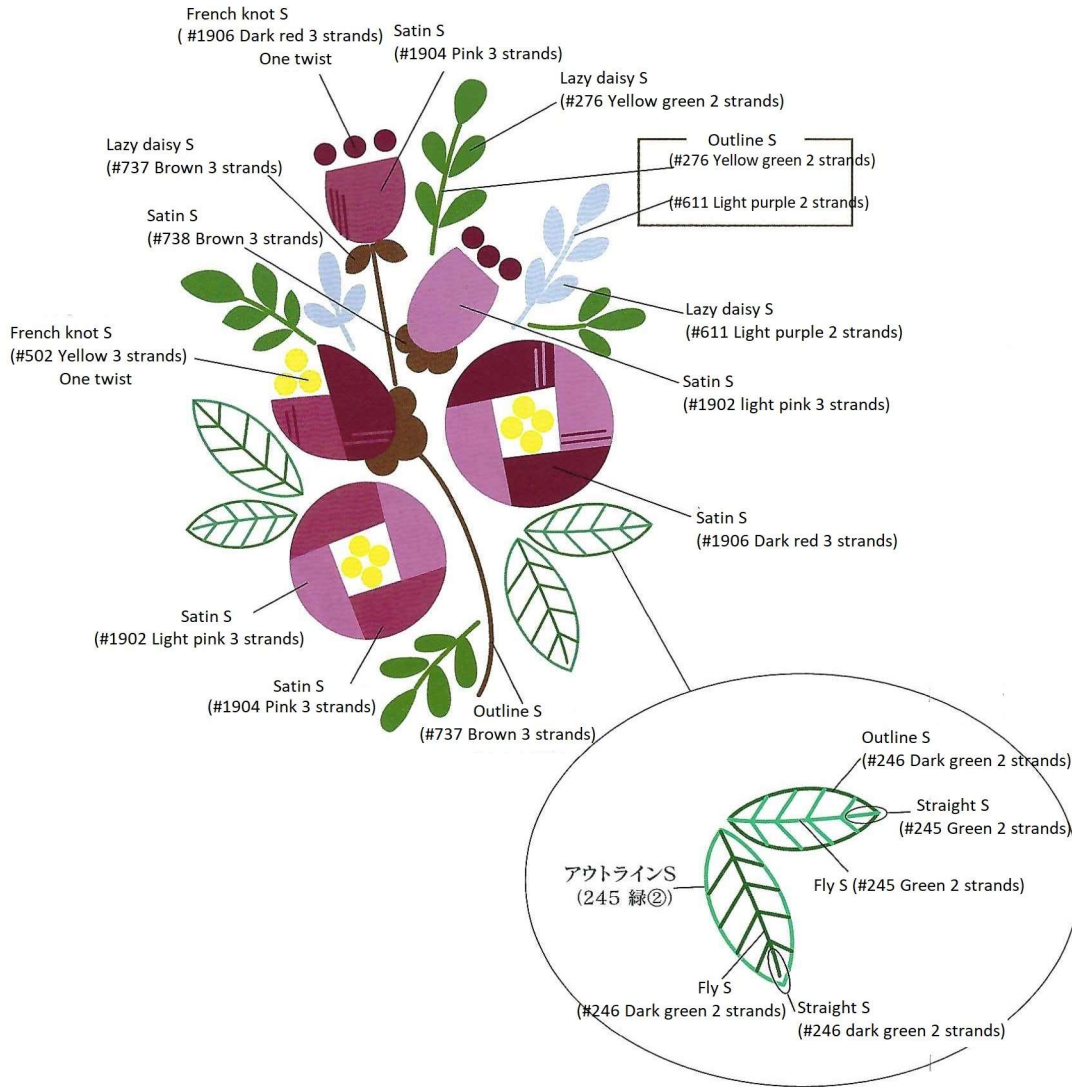 French knot S
( #1906 Dark red 3 strands)
One twist
Satin S
(#1904 Pink 3 strands)
Lazy daisy S
(#276 Yellow green 2 strands)
Outline S
(#276 Yellow green 2 strands)
(#611 Light purple 2 strands)
Lazy daisy S
(#737 Brown 3 strands)
Satin S
(#738 Brown 3 strands)
Lazy daisy S
(#611 Light purple 2 strands)
French knot S
(#502 Yellow 3 strands)
One twist
Satin S
(#1902 light pink 3 strands)
Satin S
(#1906 Dark red 3 strands)
Satin S
(#1902 Light pink 3 strands)
Satin S
(#1904 Pink 3 strands)
Outline S
(#737 Brown 3 strands)
Outline S
(#246 Dark green 2 strands)
Straight S
(#245 Green 2 strands)
アウトラインS
(245 緑②)
Fly S (#245 Green 2 strands)
Fly S
(#246 Dark green 2 strands)
Straight S
(#246 dark green 2 strands)